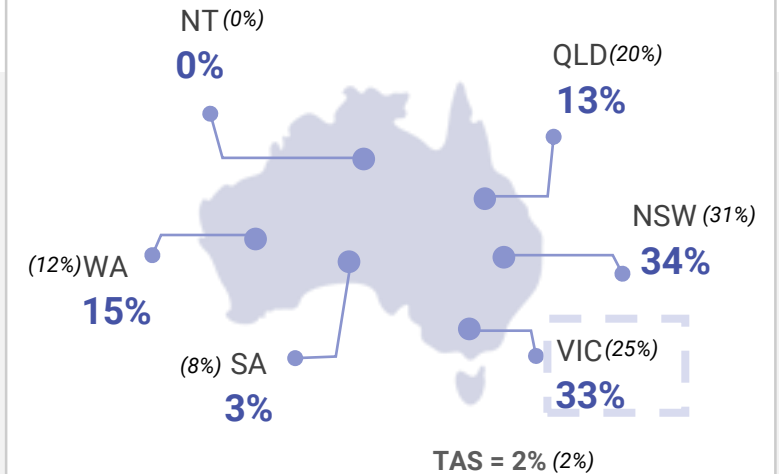 NT (0%)
0%
QLD (20%)
13%
NSW (31%)
34%
(12%) WA
15%
VIC (25%)
33%
(8%) SA
3%
TAS = 2% (2%)